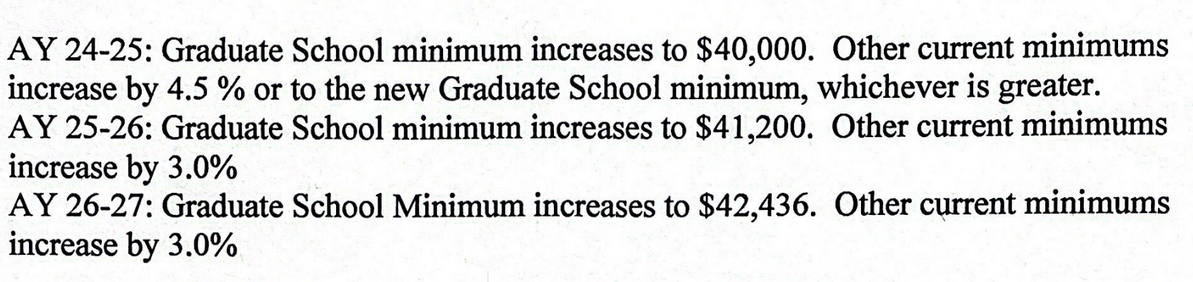 AY 24-25: Graduate School minimum increases to $40,000.  Other current minimums
increase by 4.5 % or to the new Graduate School minimum, whichever is greater.
AY 25-26: Graduate School minimum increases to $41,200.  Other current minimums
increase by 3.0%
AY 26-27: Graduate School Minimum increases to $42,436.  Other current minimums
increase by 3.0%